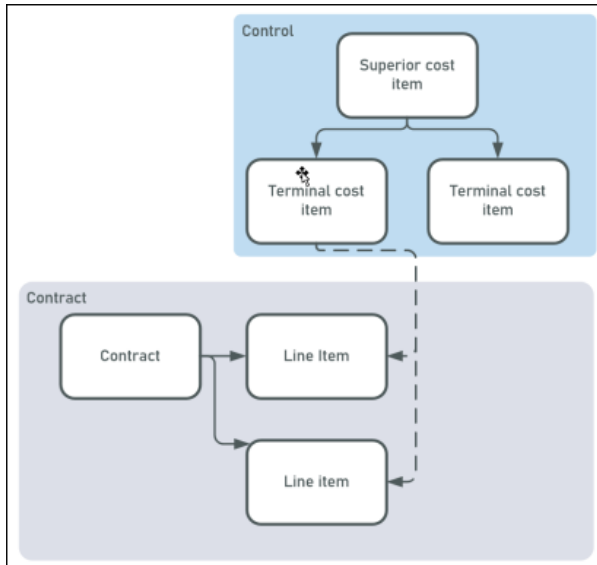 Control
Superior cost
item
Terminal cost
item
Terminal cost
item
Contract
Contract
Line Item
Line item